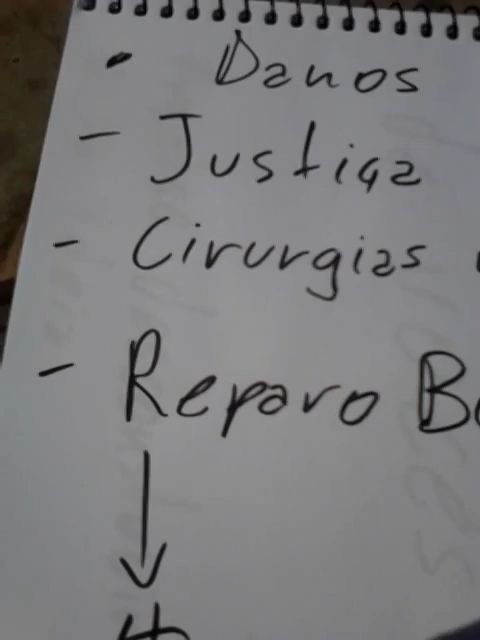 • Danos
- Justiça
- Cirurgias
- Reparo